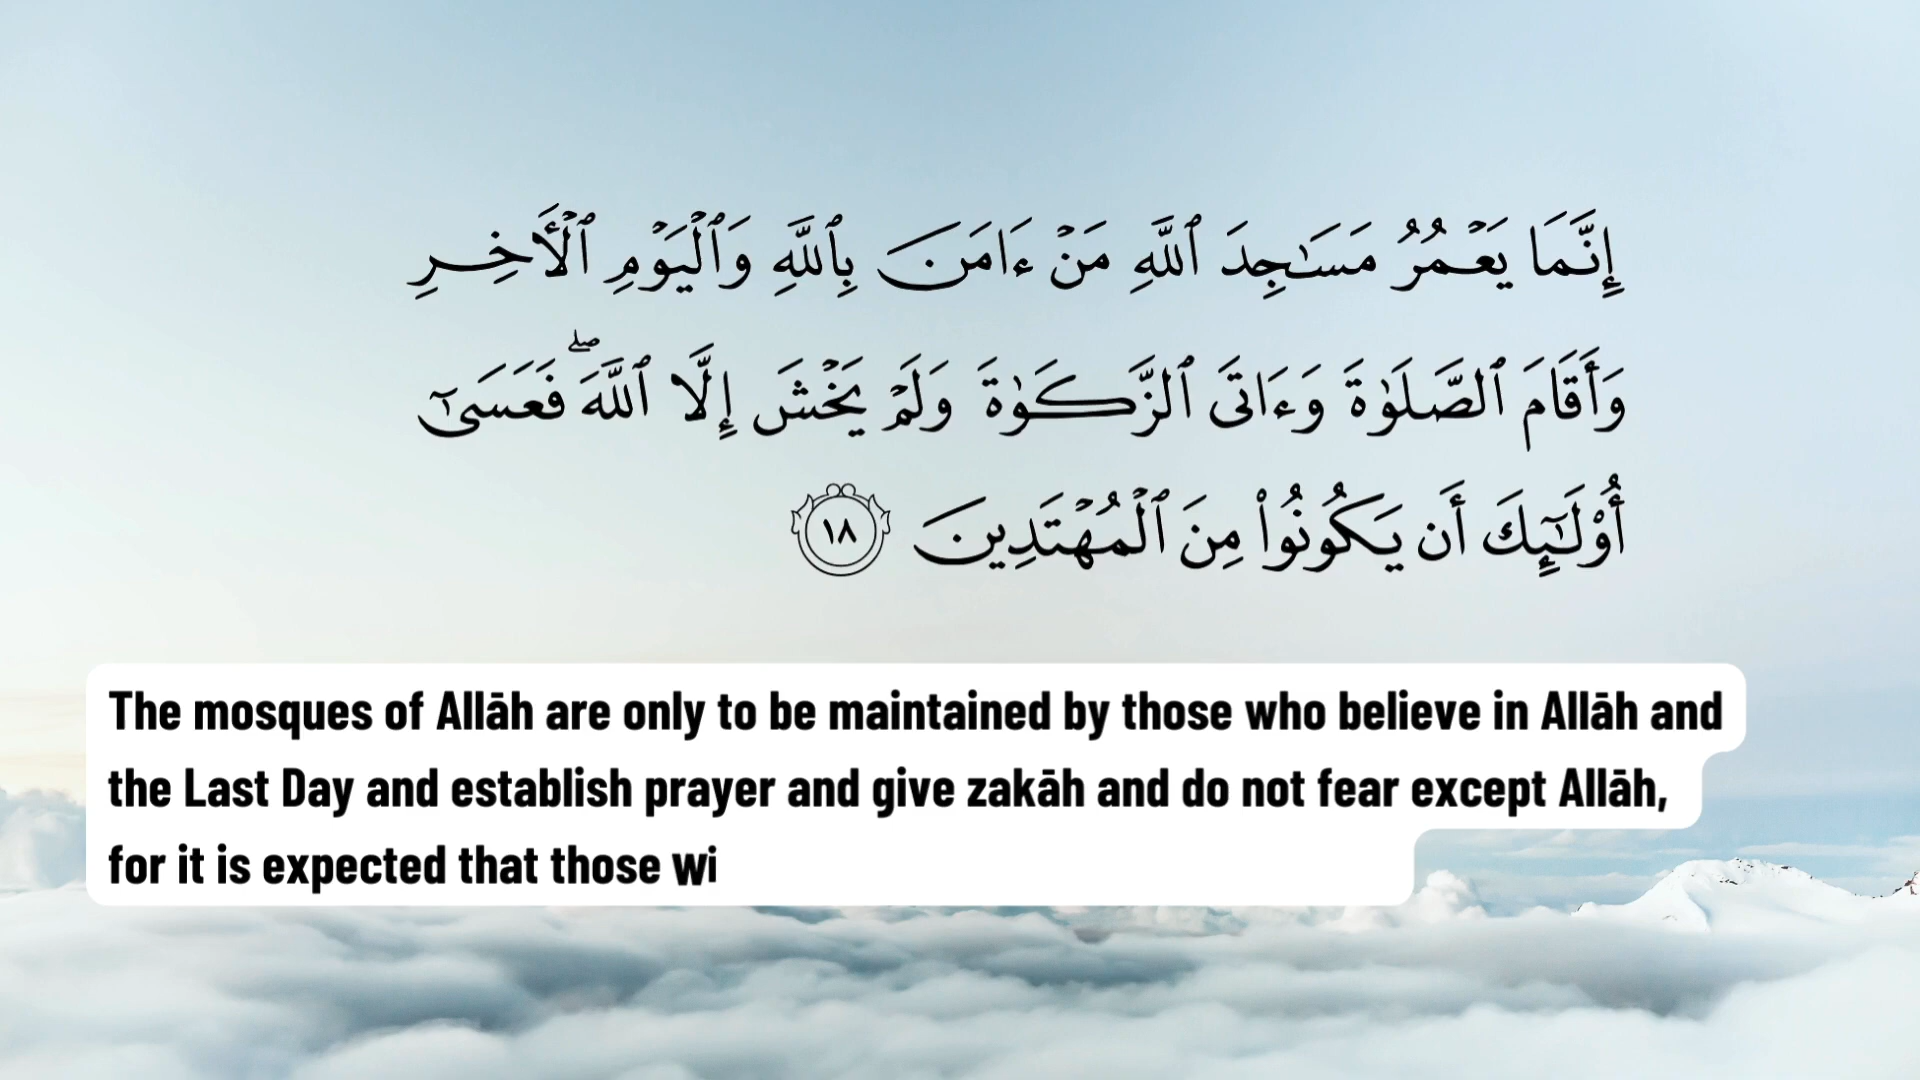 إِنَّمَا يَعْمُرُ مَسَـٰجِدَ ٱللَّهِ مَنْ ءَامَنَ بِٱللَّهِ وَٱلْيَوْمِ ٱلْـَٔاخِرِ
وَأَقَامَ ٱلصَّلَوٰةَ وَءَاتَى ٱلزَّكَوٰةَ وَلَمْ يَخْشَ إِلَّا ٱللَّهَ ۖ فَعَسَىٰٓ
أُو۟لَـٰٓئِكَ أَن يَكُونُوا۟ مِنَ ٱلْمُهْتَدِينَ ١٨
The mosques of Allāh are only to be maintained by those who believe in Allāh and
the Last Day and establish prayer and give zakāh and do not fear except Allāh,
for it is expected that those wi